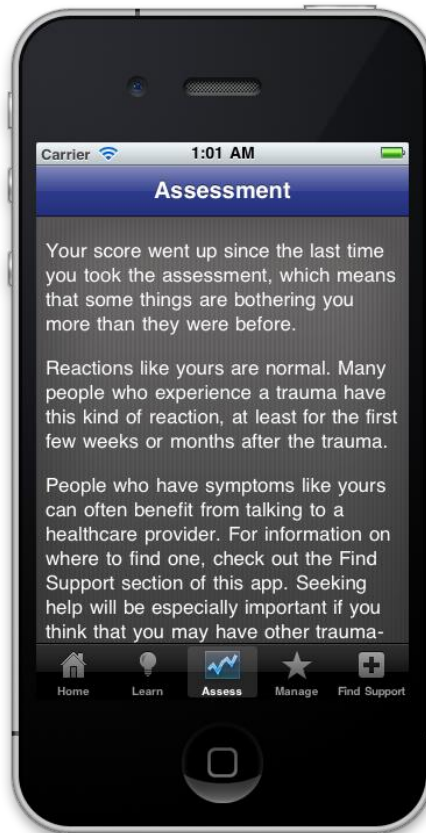 Carrier
1:01 AM
Assessment
Your score went up since the last time
you took the assessment, which means
that some things are bothering you
more than they were before.
Reactions like yours are normal. Many
people who experience a trauma have
this kind of reaction, at least for the first
few weeks or months after the trauma.
People who have symptoms like yours
can often benefit from talking to a
healthcare provider. For information on
where to find one, check out the Find
Support section of this app. Seeking
help will be especially important if you
think that you may have other trauma-
Home
Learn
Assess
Manage
Find Support